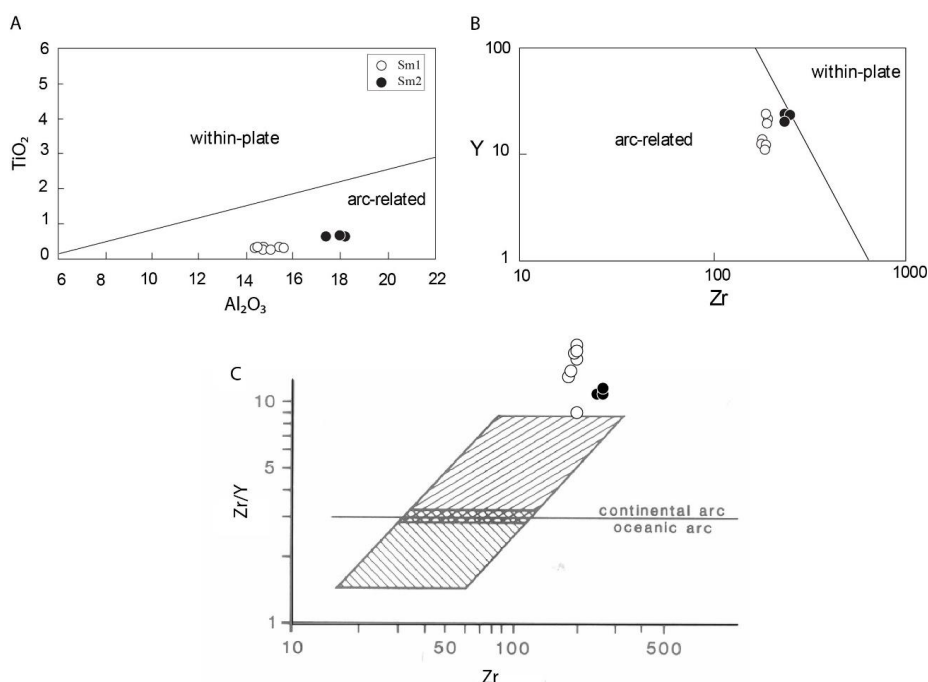 A
6
5
4
3
2
1
0
TiO₂
Sm1
Sm2
within-plate
arc-related
6
8
10
12
14
16
18
20
22
Al₂O₃
B
100
10
1
Y
within-plate
arc-related
10
100
1000
Zr
C
10
5
1
Zr/Y
continental arc
oceanic arc
10
50
100
500
Zr